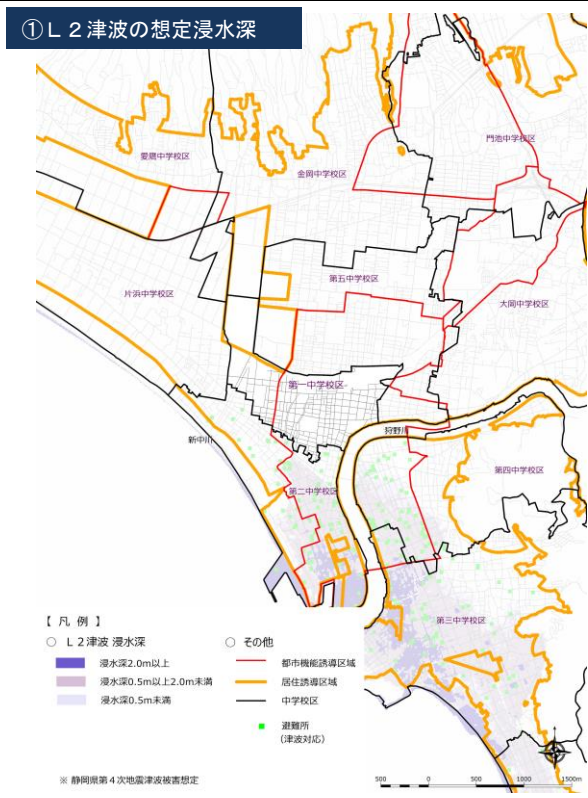 ①L2津波の想定浸水深
門池中学校区
愛鷹中学校区
金岡中学校区
第五中学校区
片浜中学校区
大岡中学校区
第一中学校区
新中川
狩野川
第四中学校区
第二中学校区
第三中学校区
【 凡 例 】
○ L2津波 浸水深
浸水深2.0m以上
浸水深0.5m以上2.0m未満
浸水深0.5m未満
○ その他
都市機能誘導区域
居住誘導区域
中学校区
避難所
(津波対応)
※ 静岡県第4次地震津波被害想定
500 0 500 1000 1500m